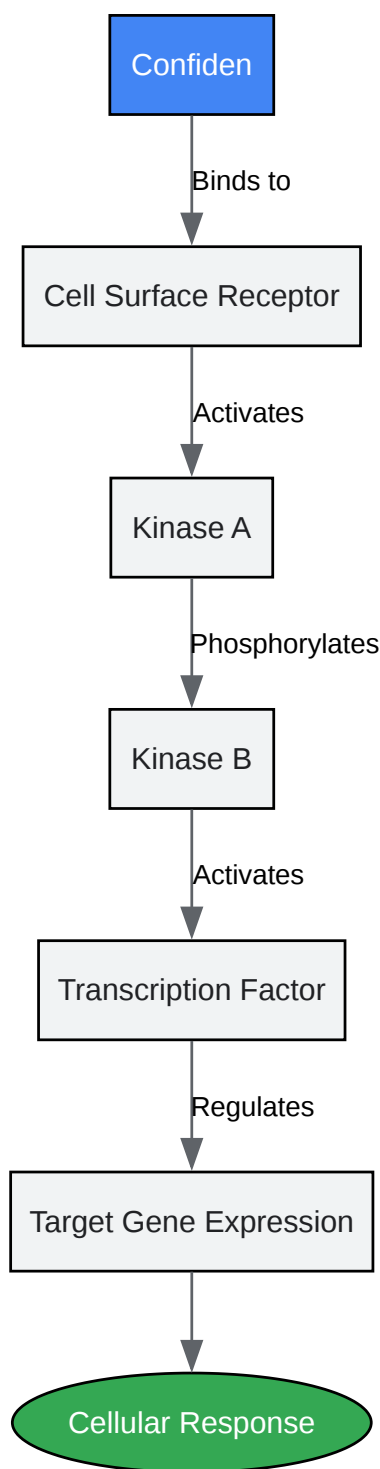 Confiden
Binds to
Cell Surface Receptor
Activates
Kinase A
Phosphorylates
Kinase B
Activates
Transcription Factor
Regulates
Target Gene Expression
Cellular Response